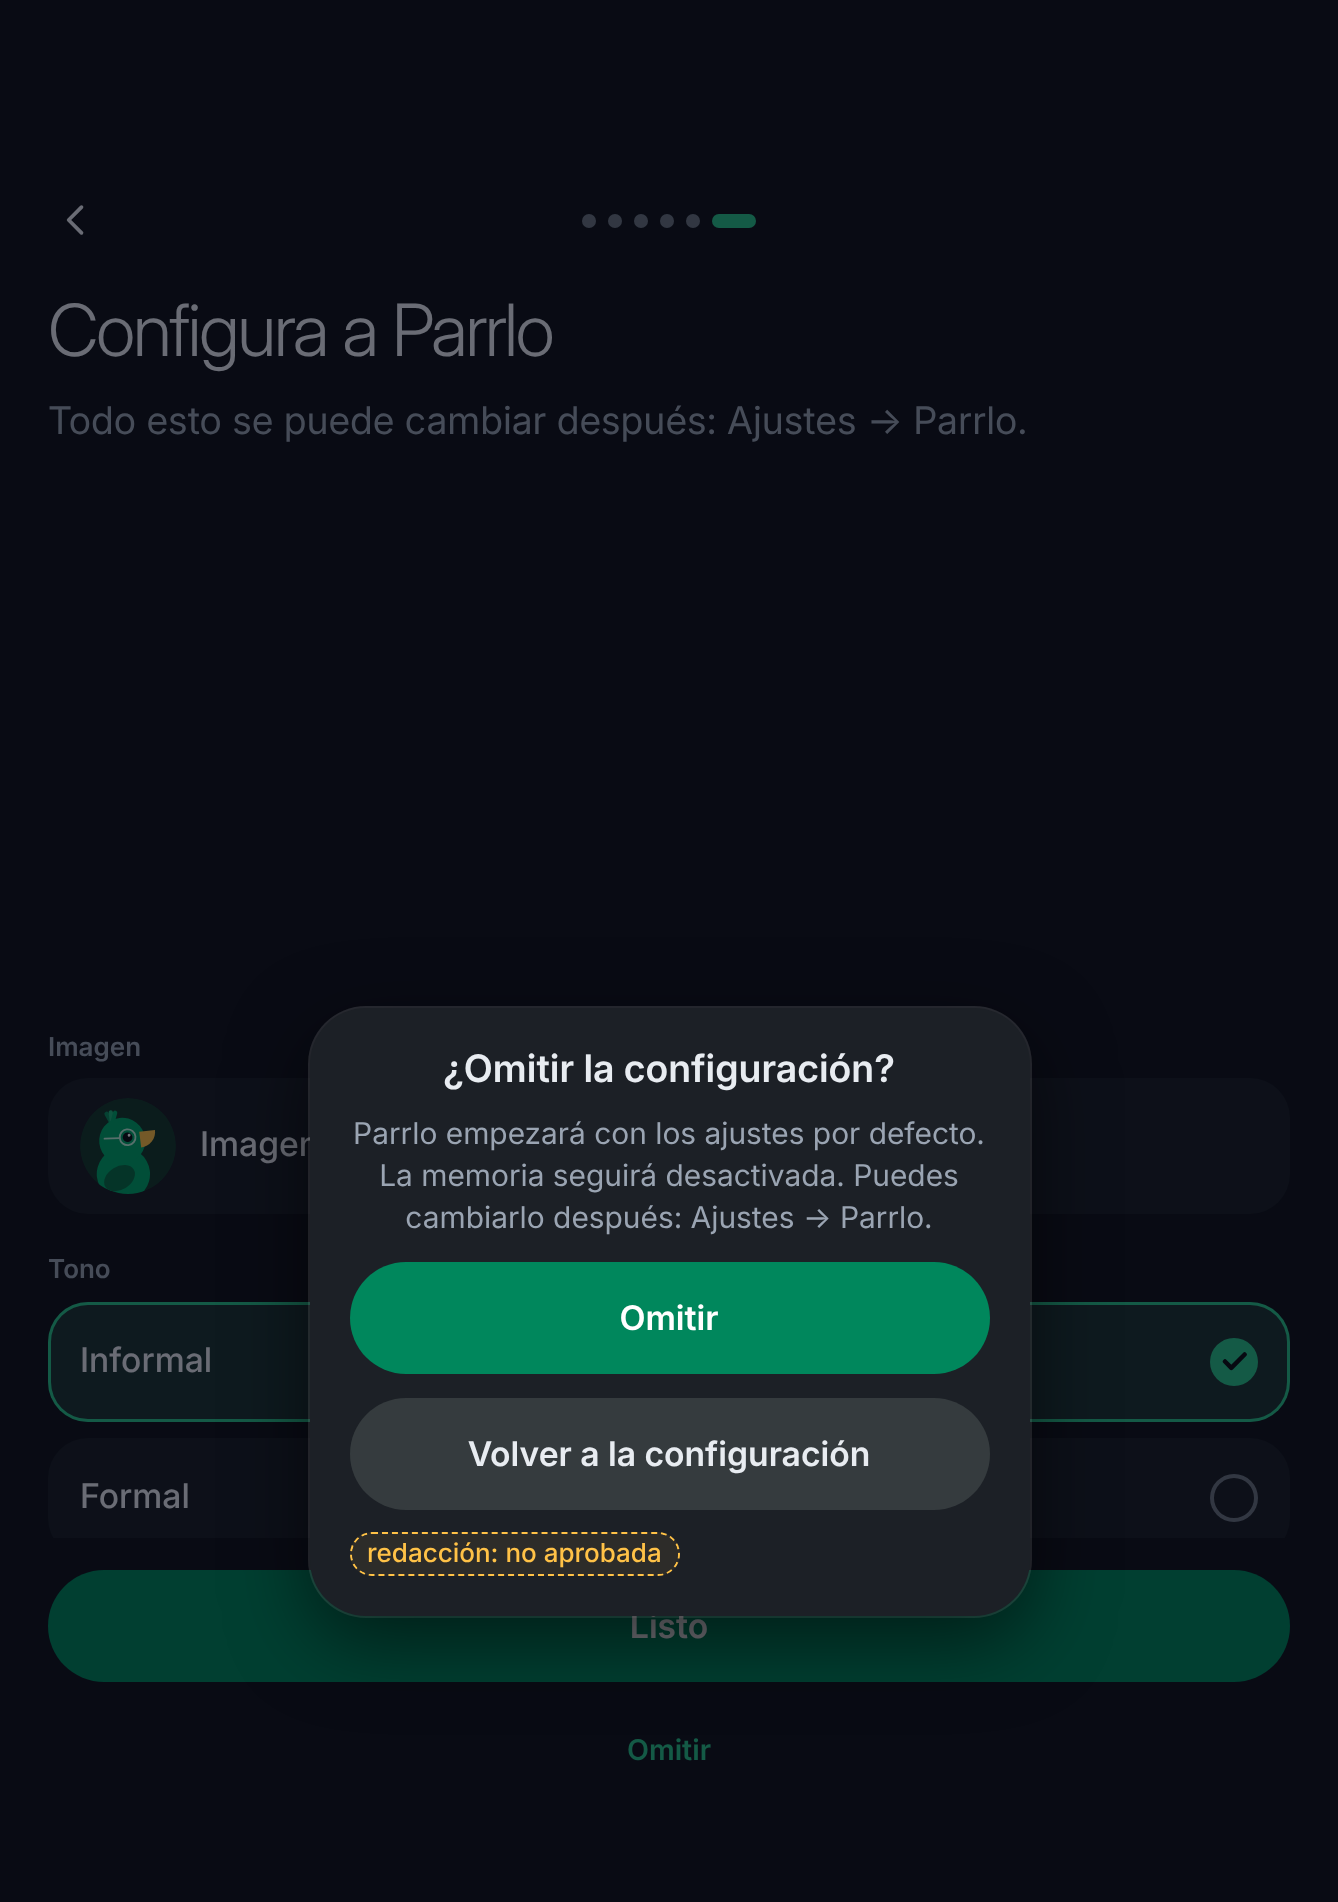 Configura a Parrlo
Todo esto se puede cambiar después: Ajustes → Parrlo.
Imagen
Tono
Informal
Formal
¿Omitir la configuración?
Parrlo empezará con los ajustes por defecto.
La memoria seguirá desactivada. Puedes
cambiarlo después: Ajustes → Parrlo.
Omitir
Volver a la configuración
redacción: no aprobada
Listo
Omitir